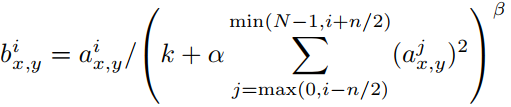 $b^i_{x,y} = a^i_{x,y} / \left( k + \alpha \sum_{j=\max(0,i-n/2)}^{\min(N-1,i+n/2)} (a^j_{x,y})^2 \right)^\beta$